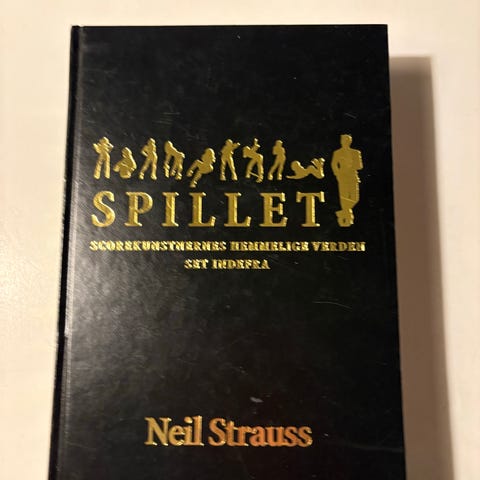 SPILLET
SCOREKUNSTNERNES HEMMELIGE VERDEN
SET INDEFRA
Neil Strauss